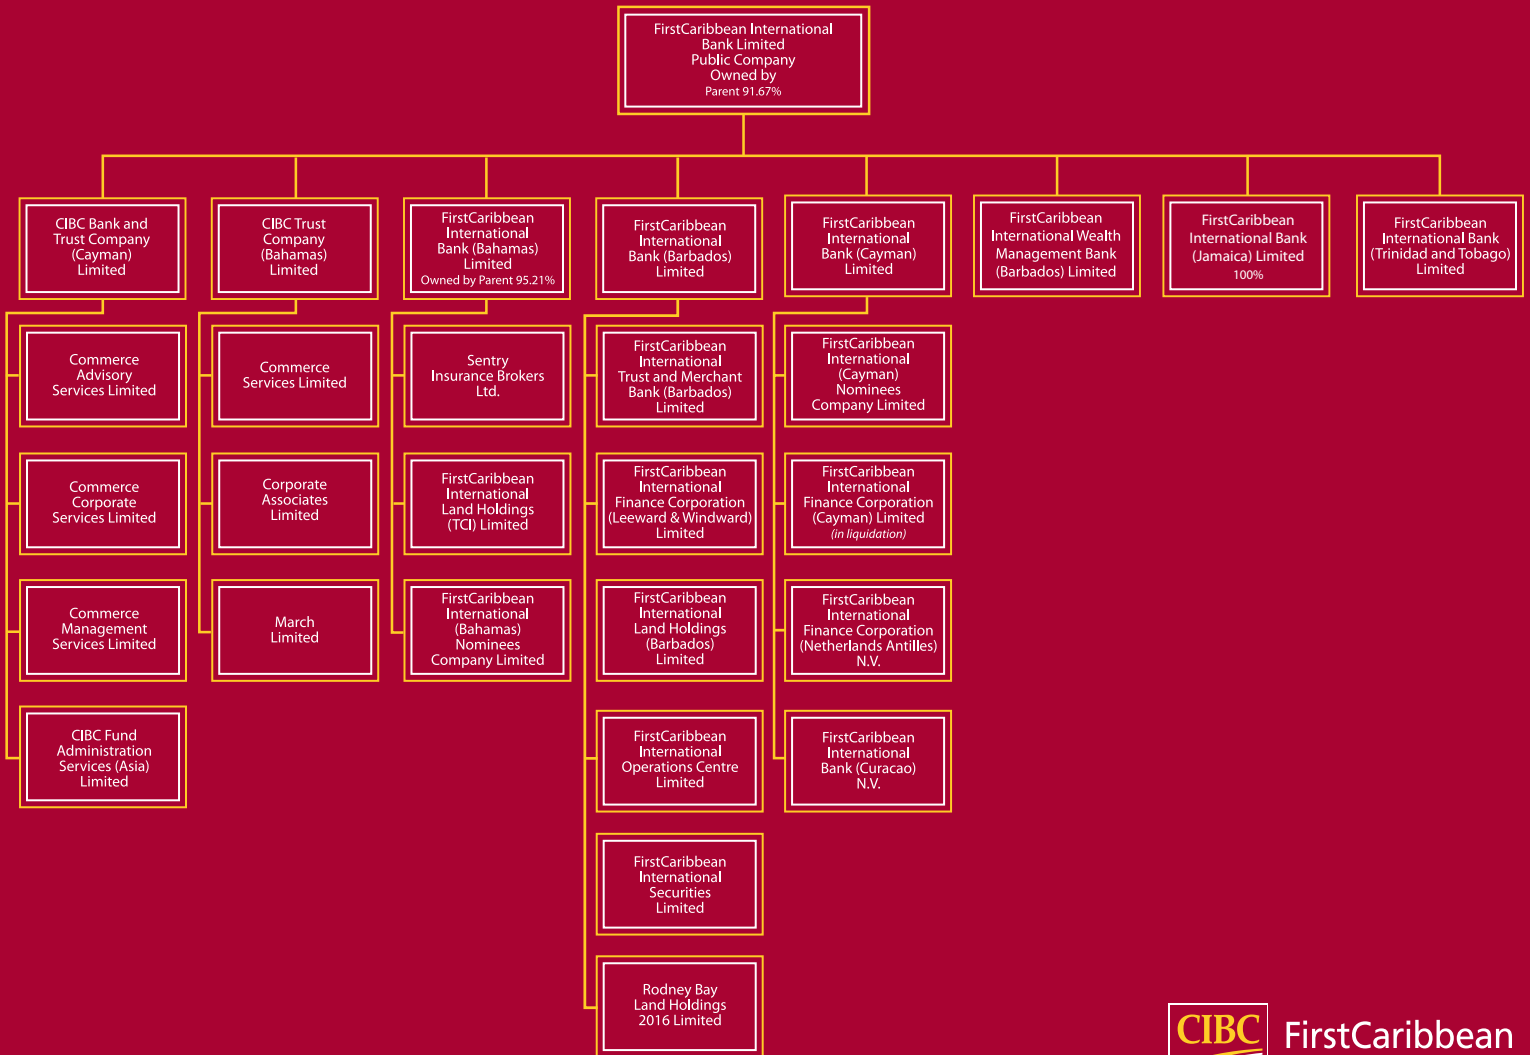 FirstCaribbean International
Bank Limited
Public Company
Owned by
Parent 91.67%
CIBC Bank and
Trust Company
(Cayman)
Limited
CIBC Trust
Company
(Bahamas)
Limited
FirstCaribbean
International
Bank (Bahamas)
Limited
Owned by Parent 95.21%
FirstCaribbean
International
Bank (Barbados)
Limited
FirstCaribbean
International
Bank (Cayman)
Limited
FirstCaribbean
International Wealth
Management Bank
(Barbados) Limited
FirstCaribbean
International Bank
(Jamaica) Limited
100%
FirstCaribbean
International Bank
(Trinidad and Tobago)
Limited
Commerce
Advisory
Services Limited
Commerce
Services Limited
Sentry
Insurance Brokers
Ltd.
FirstCaribbean
International
Trust and Merchant
Bank (Barbados)
Limited
FirstCaribbean
International
(Cayman)
Nominees
Company Limited
Commerce
Corporate
Services Limited
Corporate
Associates
Limited
FirstCaribbean
International
Land Holdings
(TCI) Limited
FirstCaribbean
International
Finance Corporation
(Leeward & Windward)
Limited
FirstCaribbean
International
Finance Corporation
(Cayman) Limited
(in liquidation)
Commerce
Management
Services Limited
March
Limited
FirstCaribbean
International
(Bahamas)
Nominees
Company Limited
FirstCaribbean
International
Land Holdings
(Barbados)
Limited
FirstCaribbean
International
Finance Corporation
(Netherlands Antilles)
N.V.
CIBC Fund
Administration
Services (Asia)
Limited
FirstCaribbean
International
Operations Centre
Limited
FirstCaribbean
International
Bank (Curacao)
N.V.
FirstCaribbean
International
Securities
Limited
Rodney Bay
Land Holdings
2016 Limited
CIBC FirstCaribbean